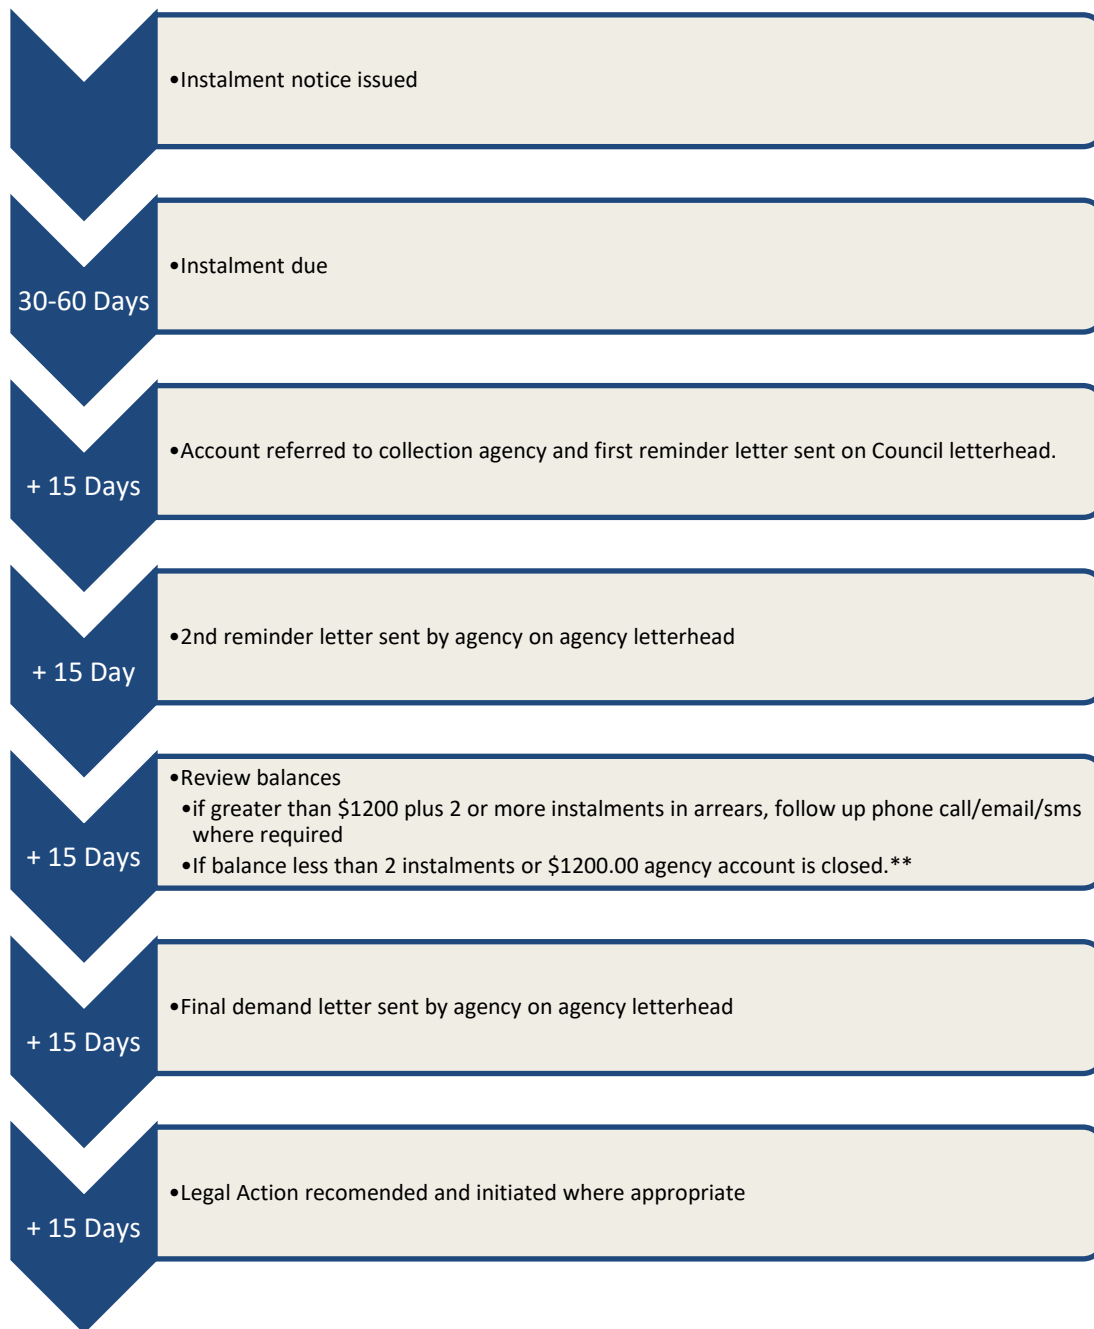 •Instalment notice issued
30-60 Days
•Instalment due
+ 15 Days
•Account referred to collection agency and first reminder letter sent on Council letterhead.
+ 15 Day
•2nd reminder letter sent by agency on agency letterhead
+ 15 Days
•Review balances
•if greater than $1200 plus 2 or more instalments in arrears, follow up phone call/email/sms
where required
•If balance less than 2 instalments or $1200.00 agency account is closed.**
+ 15 Days
•Final demand letter sent by agency on agency letterhead
+ 15 Days
•Legal Action recomended and initiated where appropriate